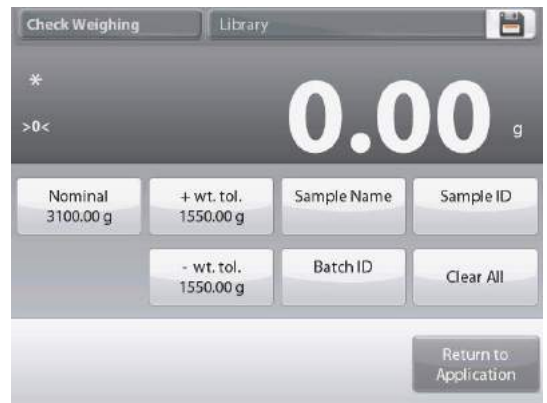 Check Weighing
Library
*
>0<
0.00 g
Nominal
3100.00 g
+ wt. tol.
1550.00 g
Sample Name
Sample ID
- wt. tol.
1550.00 g
Batch ID
Clear All
Return to
Application